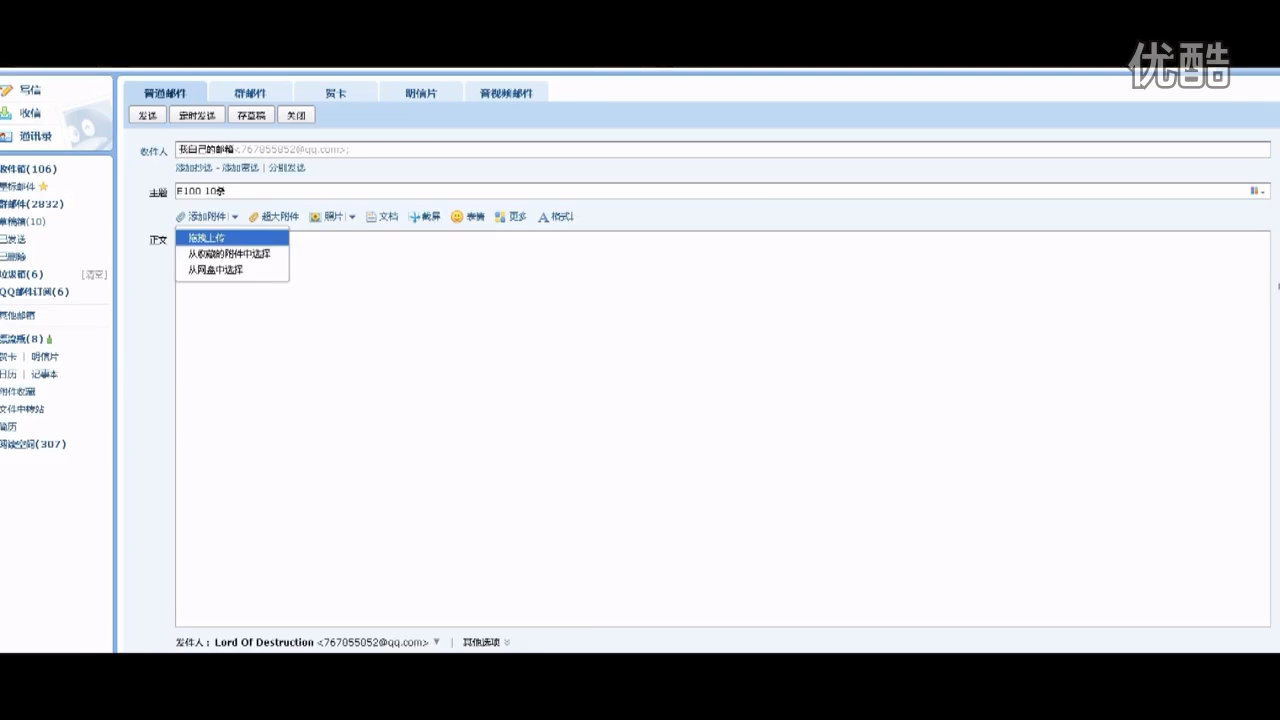 优酷
写信
收信
通讯录
收件箱(106)
星标邮件
群邮件(2832)
草稿箱(10)
已发送
已删除
垃圾箱(6) [清空]
QQ邮件订阅(6)
其他邮箱
漂流瓶(8)
贺卡 | 明信片
日历 | 记事本
附件收藏
文件中转站
简历
阅读空间(307)
普通邮件 群邮件 贺卡 明信片 音视频邮件
发送 定时发送 存草稿 关闭
收件人 我自己的邮箱<767055052@qq.com>;
添加抄送 - 添加密送 | 分别发送
主题 E100 10条
添加附件 超大附件 照片 文档 截屏 表情 更多 格式↓
正文
拖拽上传
从收藏的附件中选择
从网盘中选择
发件人：Lord Of Destruction <767055052@qq.com> | 其他选项